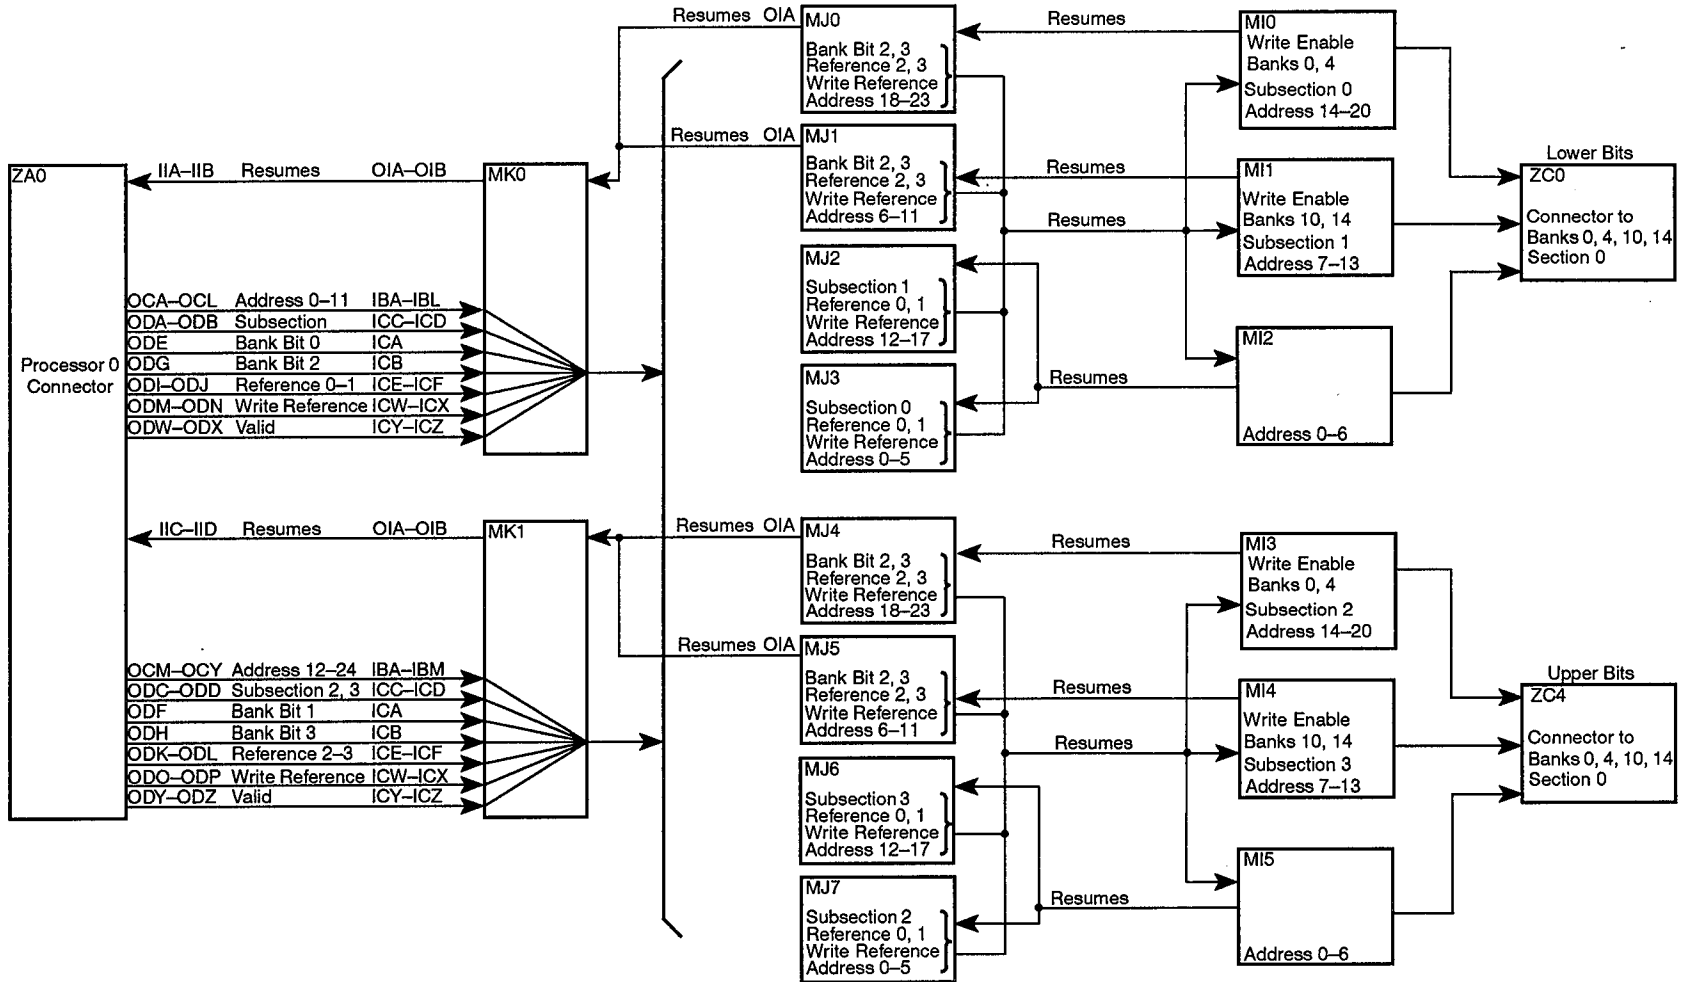 Resumes OIA
MJ0
Bank Bit 2, 3
Reference 2, 3
Write Reference
Address 18–23
Resumes
MI0
Write Enable
Banks 0, 4
Subsection 0
Address 14–20
Resumes OIA
MJ1
Bank Bit 2, 3
Reference 2, 3
Write Reference
Address 6–11
Resumes
MI1
Write Enable
Banks 10, 14
Subsection 1
Address 7–13
Resumes
Lower Bits
ZC0
Connector to
Banks 0, 4, 10, 14
Section 0
ZA0
Processor 0
Connector
IIA–IIB Resumes OIA–OIB
MK0
OCA–OCL Address 0–11 IBA–IBL
ODA–ODB Subsection ICC–ICD
ODE Bank Bit 0 ICA
ODG Bank Bit 2 ICB
ODI–ODJ Reference 0–1 ICE–ICF
ODM–ODN Write Reference ICW–ICX
ODW–ODX Valid ICY–ICZ
MJ2
Subsection 1
Reference 0, 1
Write Reference
Address 12–17
MJ3
Subsection 0
Reference 0, 1
Write Reference
Address 0–5
Resumes
MI2
Address 0–6
IIC–IID Resumes OIA–OIB
MK1
OCM–OCY Address 12–24 IBA–IBM
ODC–ODD Subsection 2, 3 ICC–ICD
ODF Bank Bit 1 ICA
ODH Bank Bit 3 ICB
ODK–ODL Reference 2–3 ICE–ICF
ODO–ODP Write Reference ICW–ICX
ODY–ODZ Valid ICY–ICZ
Resumes OIA
MJ4
Bank Bit 2, 3
Reference 2, 3
Write Reference
Address 18–23
Resumes
MI3
Write Enable
Banks 0, 4
Subsection 2
Address 14–20
Resumes OIA
MJ5
Bank Bit 2, 3
Reference 2, 3
Write Reference
Address 6–11
Resumes
MI4
Write Enable
Banks 10, 14
Subsection 3
Address 7–13
Resumes
Upper Bits
ZC4
Connector to
Banks 0, 4, 10, 14
Section 0
MJ6
Subsection 3
Reference 0, 1
Write Reference
Address 12–17
MJ7
Subsection 2
Reference 0, 1
Write Reference
Address 0–5
Resumes
MI5
Address 0–6